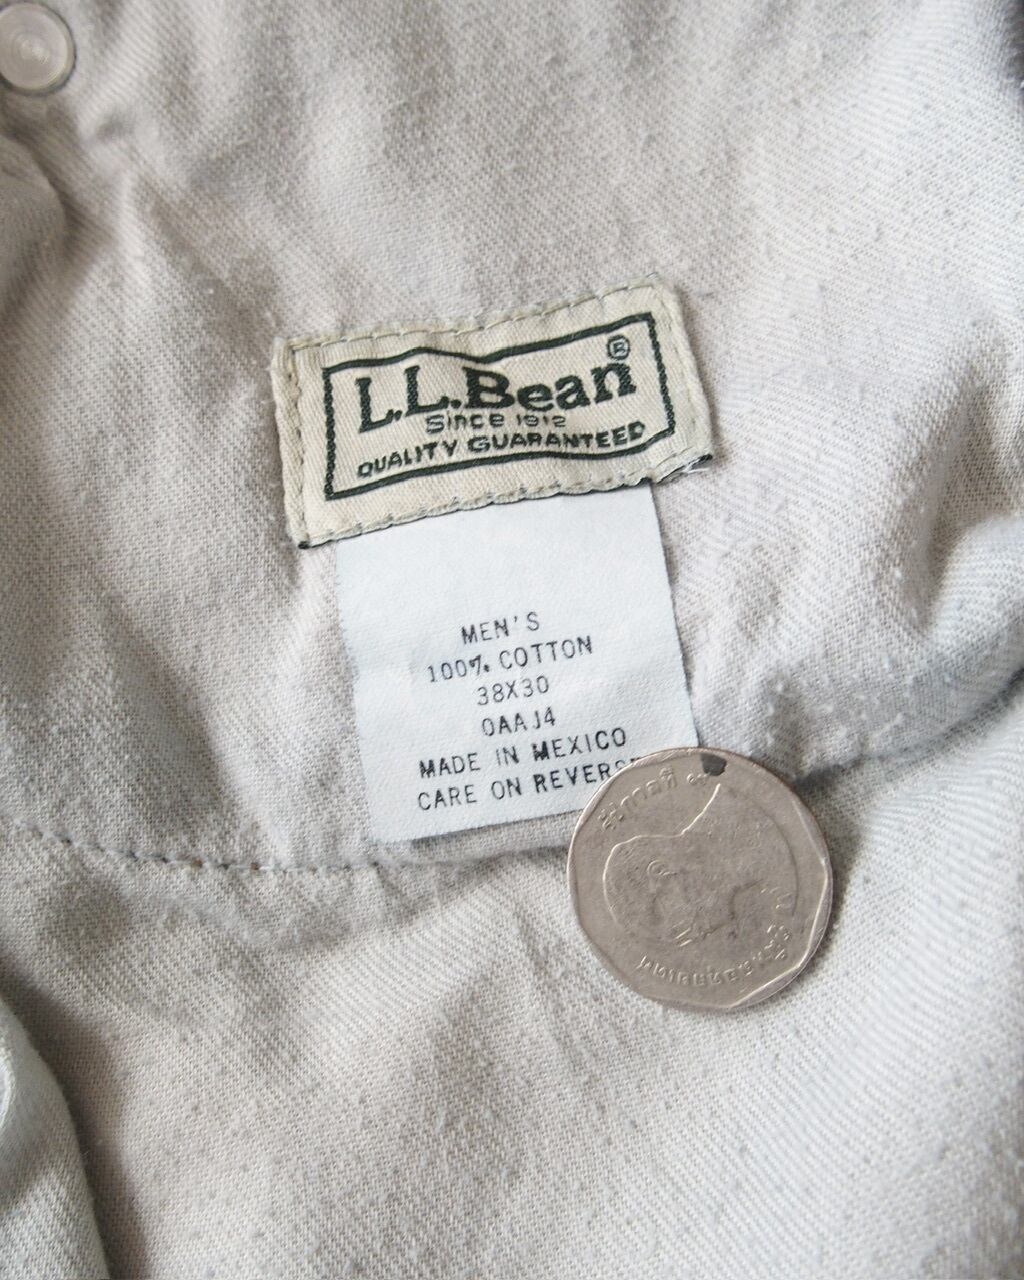 L.L.Bean®
Since 1912
QUALITY GUARANTEED
MEN'S
100% COTTON
38X30
0AAJ4
MADE IN MEXICO
CARE ON REVERSE